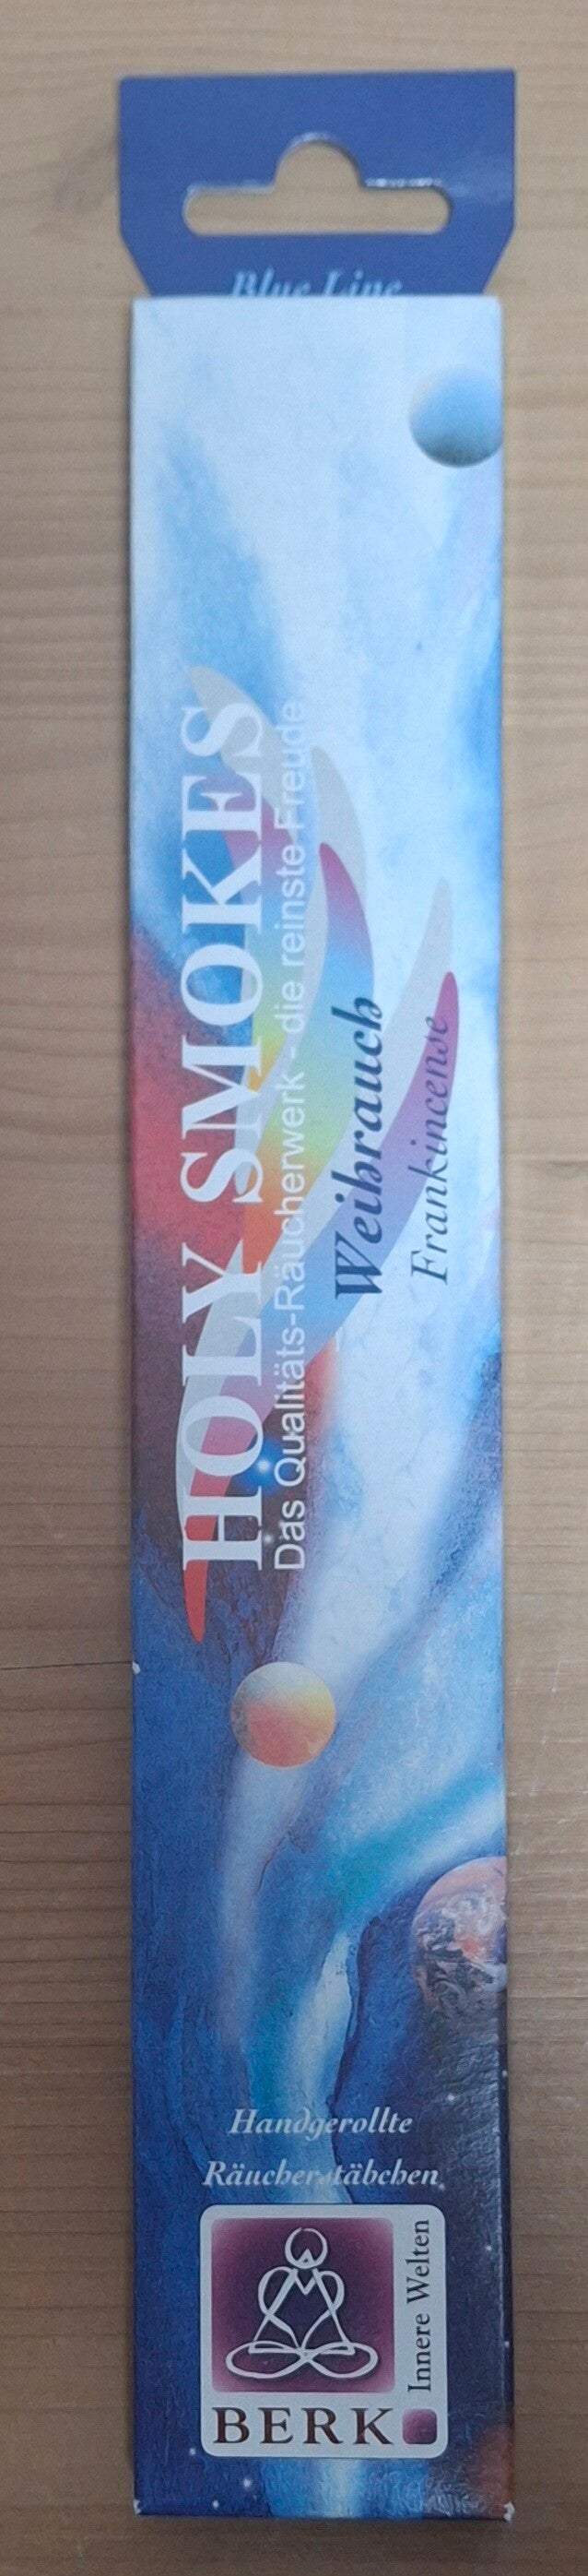 Blue Line
HOLY SMOKES
Das Qualitäts-Räucherwerk - die reinste Freude
Weihrauch
Frankincense
Handgerollte
Räucherstäbchen
Innere Welten
BERK